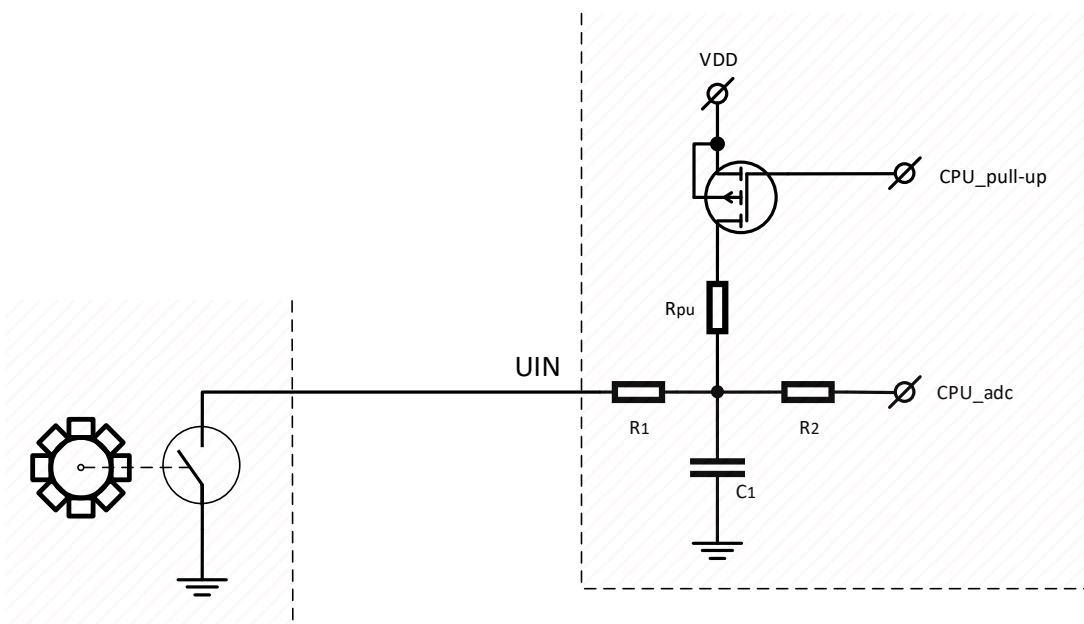 VDD
CPU_pull-up
Rpu
UIN
CPU_adc
R1
R2
C1